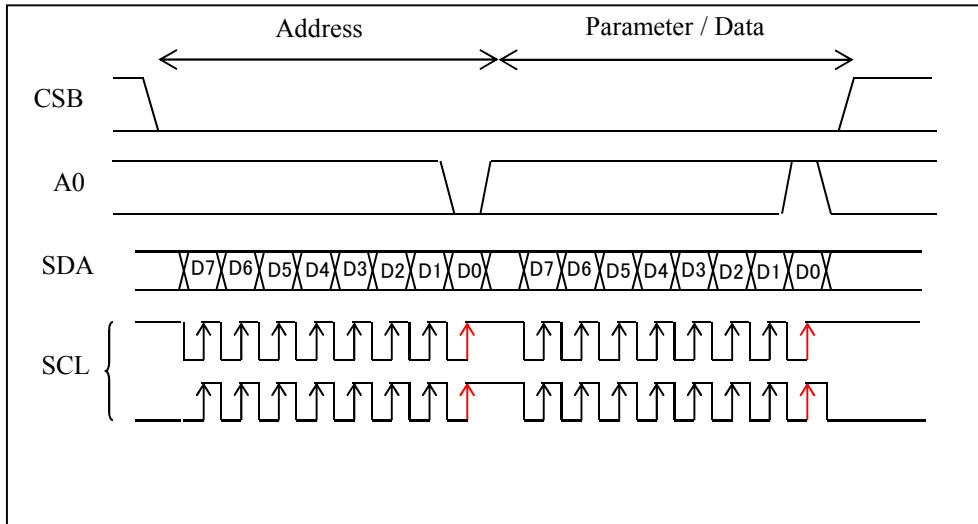 Address Parameter / Data
CSB
A0
SDA D7 D6 D5 D4 D3 D2 D1 D0 D7 D6 D5 D4 D3 D2 D1 D0
SCL